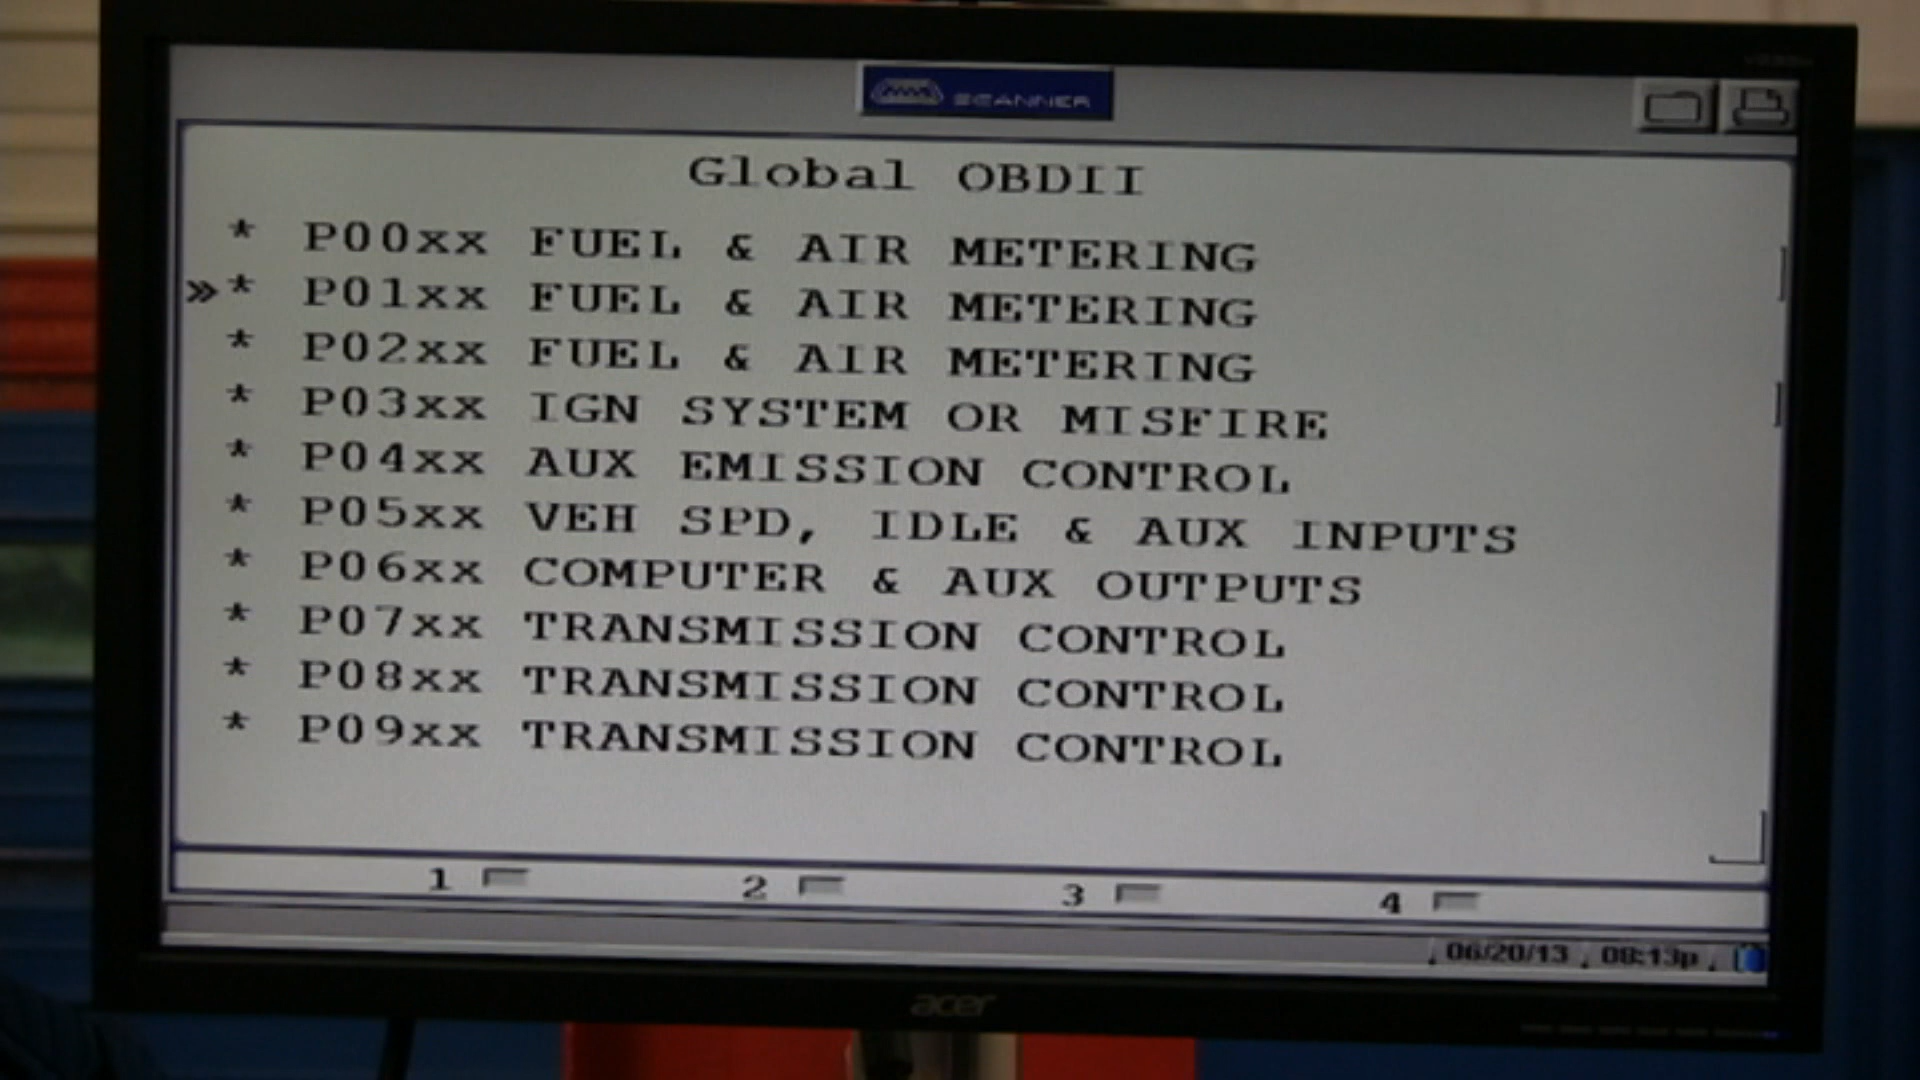 SCANNER
Global OBDII
* P00xx FUEL & AIR METERING
»* P01xx FUEL & AIR METERING
* P02xx FUEL & AIR METERING
* P03xx IGN SYSTEM OR MISFIRE
* P04xx AUX EMISSION CONTROL
* P05xx VEH SPD, IDLE & AUX INPUTS
* P06xx COMPUTER & AUX OUTPUTS
* P07xx TRANSMISSION CONTROL
* P08xx TRANSMISSION CONTROL
* P09xx TRANSMISSION CONTROL
1 2 3 4
06/20/13 08:13p
acer